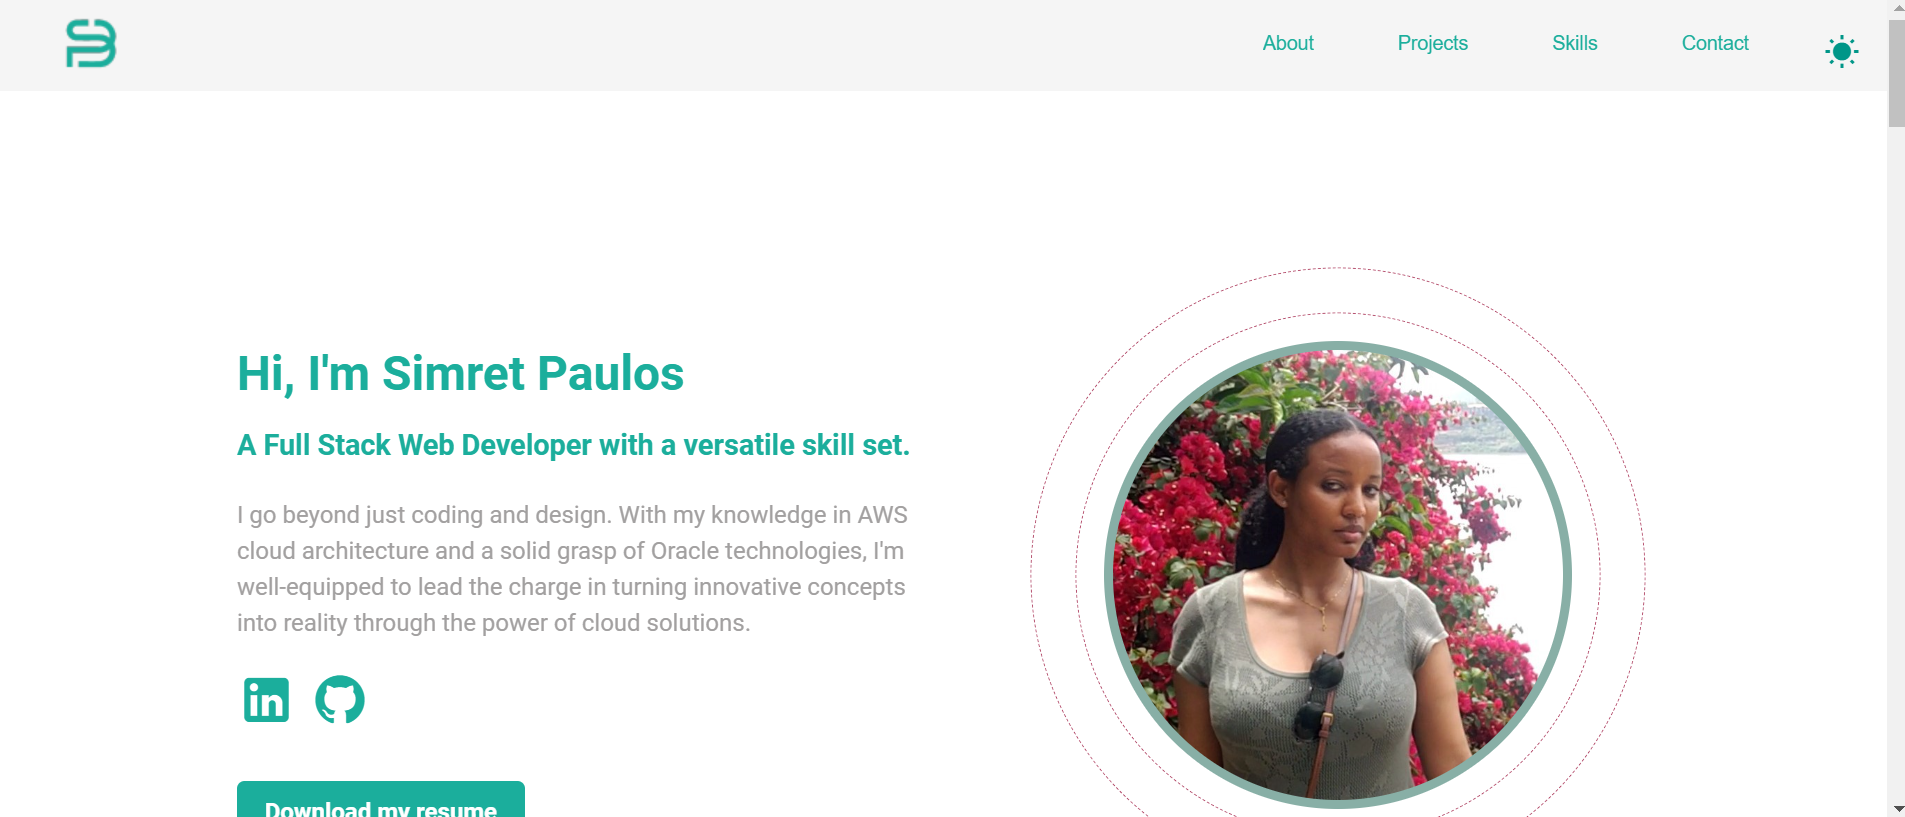 About Projects Skills Contact
Hi, I'm Simret Paulos
A Full Stack Web Developer with a versatile skill set.
I go beyond just coding and design. With my knowledge in AWS
cloud architecture and a solid grasp of Oracle technologies, I'm
well-equipped to lead the charge in turning innovative concepts
into reality through the power of cloud solutions.
in
Download my resume